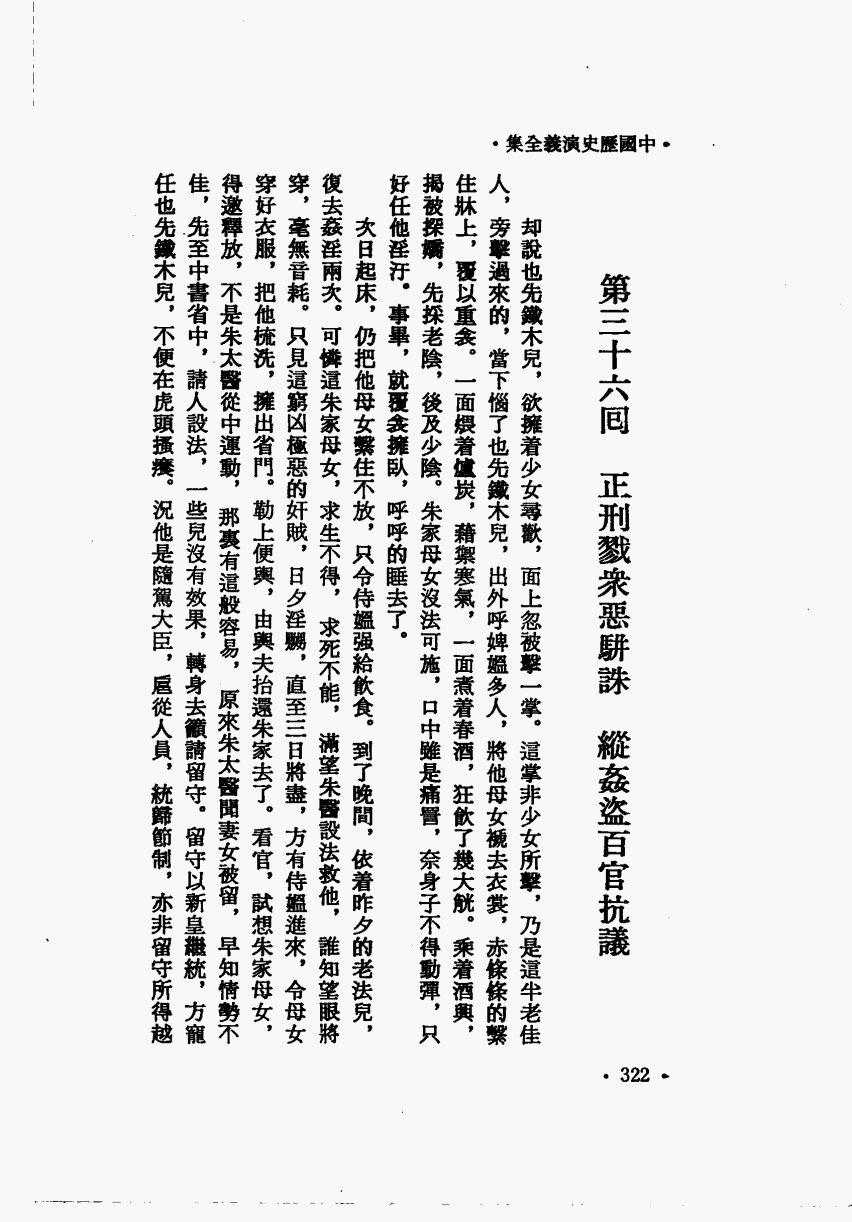 ·中國歷史演義全集·
第三十六回　正刑戮衆惡駢誅　縱姦盜百官抗議
却說也先鐵木兒，欲擁着少女尋歡，面上忽被擊一掌。這掌非少女所擊，乃是這半老佳
人，旁擊過來的，當下惱了也先鐵木兒，出外呼婢媼多人，將他母女褫去衣裳，赤條條的繫
住牀上，覆以重衾。一面煨着爐炭，藉禦寒氣，一面煮着春酒，狂飲了幾大觥。乘着酒興，
揭被探嬌，先探老陰，後及少陰。朱家母女沒法可施，口中雖是痛詈，奈身子不得動彈，只
好任他淫汙。事畢，就覆衾擁臥，呼呼的睡去了。
次日起床，仍把他母女繫住不放，只令侍媼强給飲食。到了晚間，依着昨夕的老法兒，
復去姦淫兩次。可憐這朱家母女，求生不得，求死不能，滿望朱醫設法救他，誰知望眼將
穿，毫無音耗。只見這窮凶極惡的奸賊，日夕淫嬲，直至三日將盡，方有侍媼進來，令母女
穿好衣服，把他梳洗，擁出省門。勒上便輿，由輿夫抬還朱家去了。看官，試想朱家母女，
得邀釋放，不是朱太醫從中運動，那裏有這般容易，原來朱太醫聞妻女被留，早知情勢不
佳，先至中書省中，請人設法，一些兒沒有效果，轉身去籲請留守。留守以新皇繼統，方寵
任也先鐵木兒，不便在虎頭搔癢。況他是隨駕大臣，扈從人員，統歸節制，亦非留守所得越
·322·